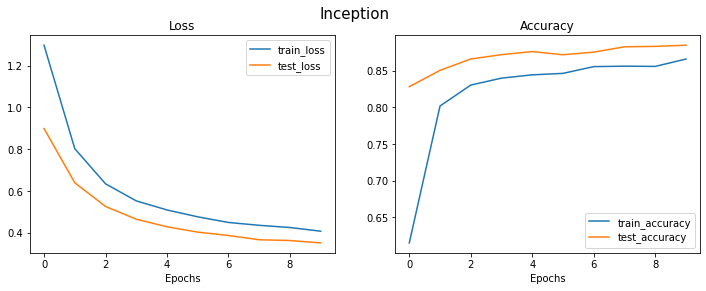 Inception
Loss
train_loss
test_loss
1.2
1.0
0.8
0.6
0.4
0 2 4 6 8
Epochs
Accuracy
0.85
0.80
0.75
0.70
0.65
train_accuracy
test_accuracy
0 2 4 6 8
Epochs